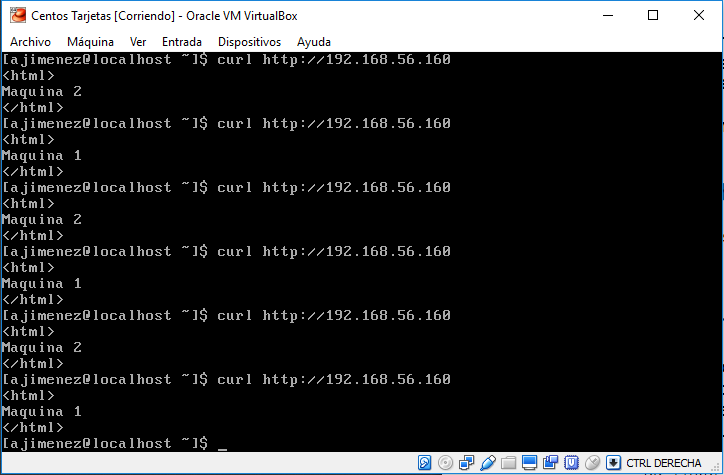 Centos Tarjetas [Corriendo] - Oracle VM VirtualBox
Archivo Máquina Ver Entrada Dispositivos Ayuda
[ajimenez@localhost ~]$ curl http://192.168.56.160
<html>
Maquina 2
</html>
[ajimenez@localhost ~]$ curl http://192.168.56.160
<html>
Maquina 1
</html>
[ajimenez@localhost ~]$ curl http://192.168.56.160
<html>
Maquina 2
</html>
[ajimenez@localhost ~]$ curl http://192.168.56.160
<html>
Maquina 1
</html>
[ajimenez@localhost ~]$ curl http://192.168.56.160
<html>
Maquina 2
</html>
[ajimenez@localhost ~]$ curl http://192.168.56.160
<html>
Maquina 1
</html>
[ajimenez@localhost ~]$ _
CTRL DERECHA